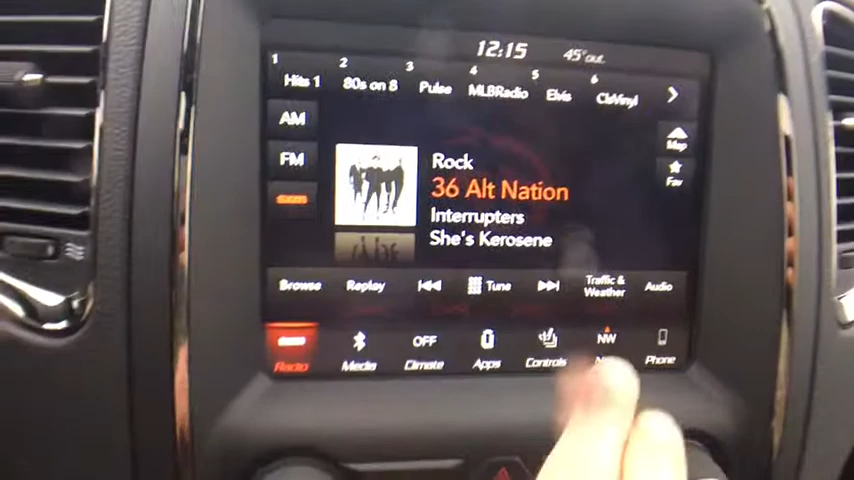 12:15 45° out
1 2 3 4 5 6
Hits 1 80s on 8 Pulse MLBRadio Elvis ClsVinyl
AM
Map
FM
Fav
Rock
36 Alt Nation
Interrupters
She's Kerosene
Browse Replay Tune Traffic & Weather Audio
NW
OFF
Radio Media Climate Apps Controls Phone